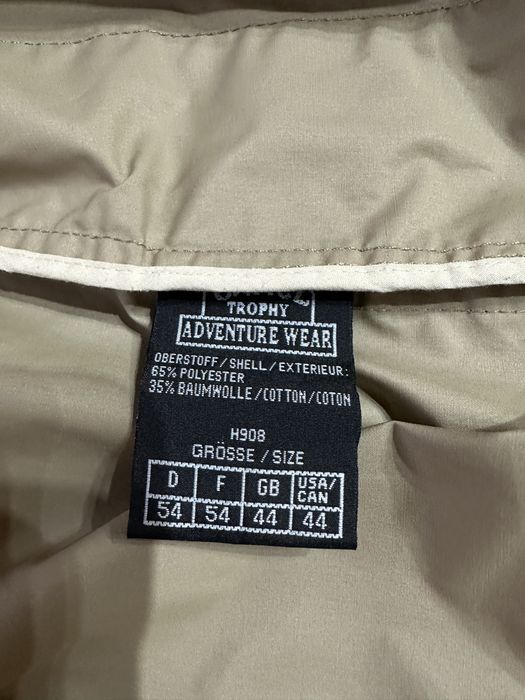 TROPHY
ADVENTURE WEAR
OBERSTOFF/SHELL/EXTERIEUR:
65% POLYESTER
35% BAUMWOLLE/COTTON/COTON
H908
GRÖSSE/SIZE
D F GB USA/CAN
54 54 44 44